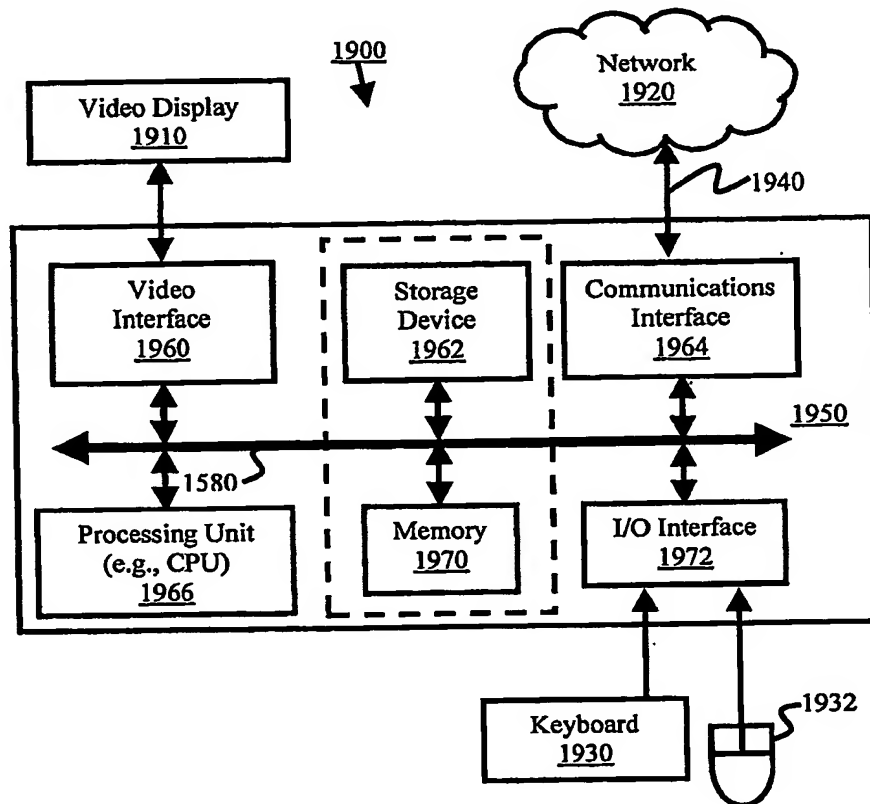 1900
Network
1920
Video Display
1910
1940
Video
Interface
1960
Storage
Device
1962
Communications
Interface
1964
1950
1580
Processing Unit
(e.g., CPU)
1966
Memory
1970
I/O Interface
1972
Keyboard
1930
1932